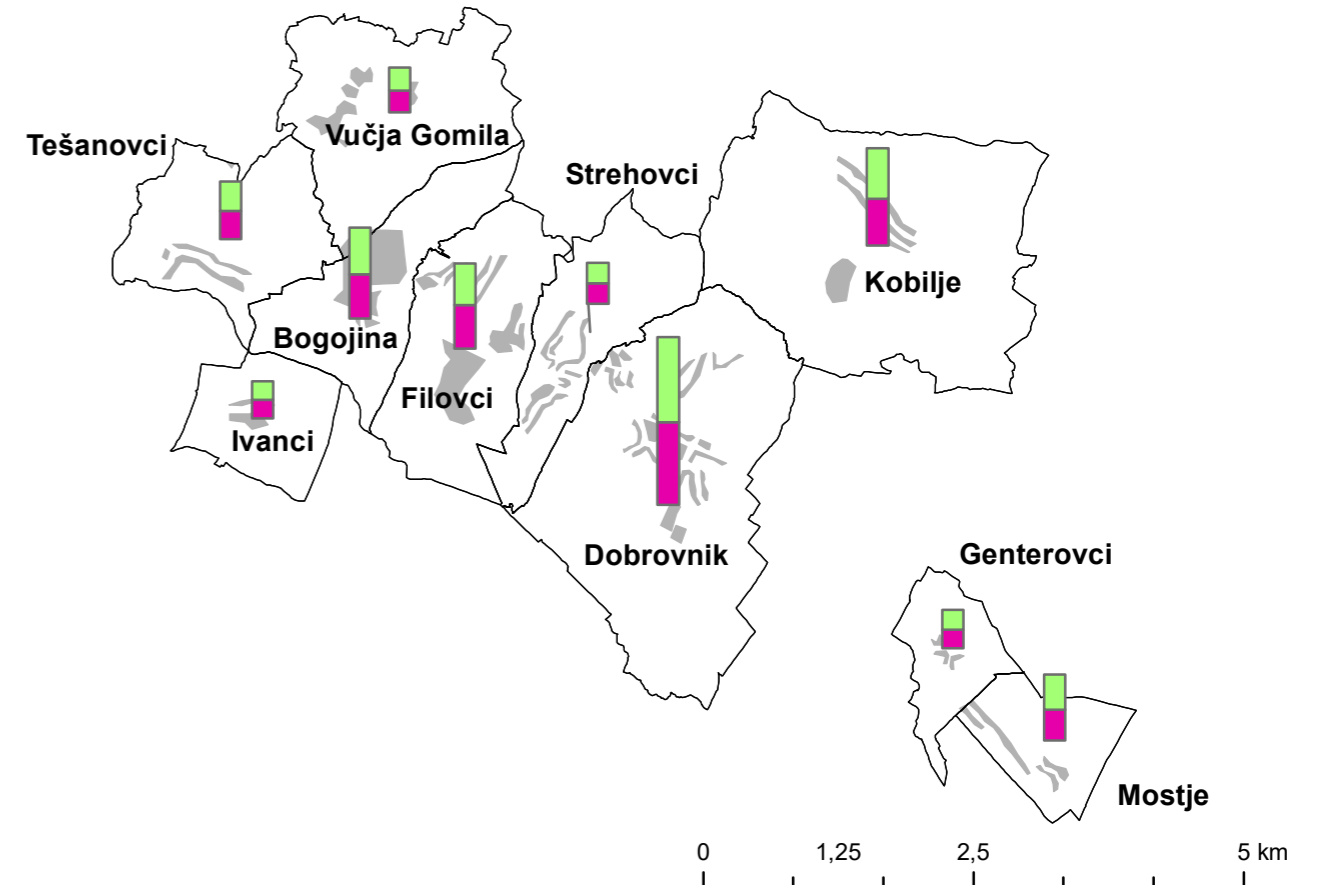 Vučja Gomila
Tešanovci
Strehovci
Kobilje
Bogojina
Filovci
Ivanci
Dobrovnik
Genterovci
Mostje
0 1,25 2,5 5 km